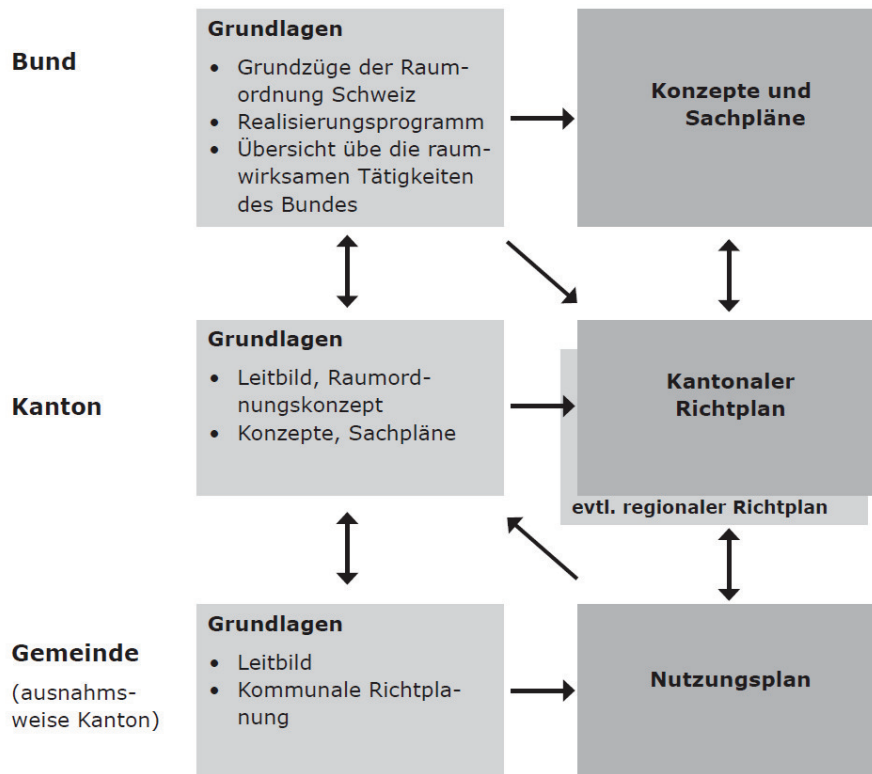 Bund
Grundlagen
• Grundzüge der Raum-
ordnung Schweiz
• Realisierungsprogramm
• Übersicht übe die raum-
wirksamen Tätigkeiten
des Bundes
Konzepte und
Sachpläne
Kanton
Grundlagen
• Leitbild, Raumord-
nungskonzept
• Konzepte, Sachpläne
Kantonaler
Richtplan
evtl. regionaler Richtplan
Gemeinde
(ausnahms-
weise Kanton)
Grundlagen
• Leitbild
• Kommunale Richtpla-
nung
Nutzungsplan